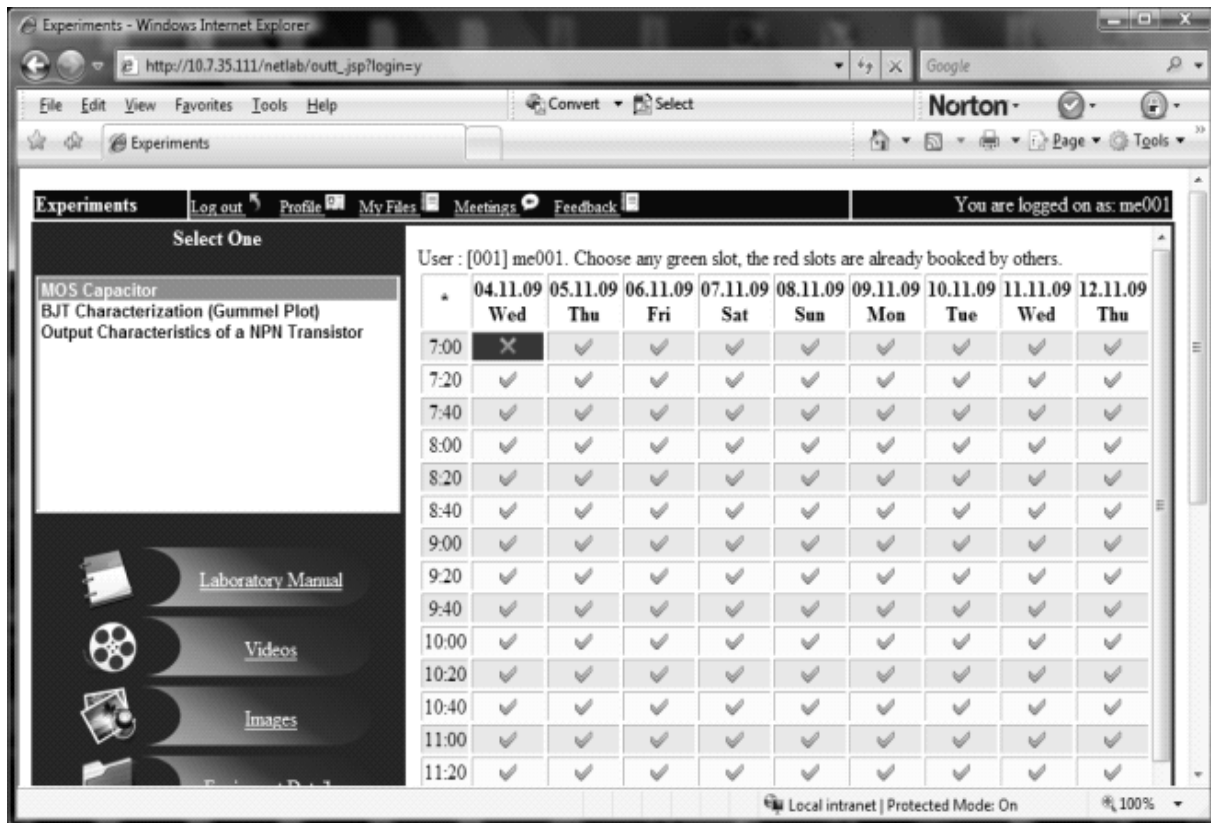 Experiments - Windows Internet Explorer
http://10.7.35.111/netlab/outt_.jsp?login=y
Google
File Edit View Favorites Tools Help
Convert Select
Norton
Experiments
Page Tools
Experiments Log out Profile My Files Meetings Feedback You are logged on as: me001
Select One
MOS Capacitor
BJT Characterization (Gummel Plot)
Output Characteristics of a NPN Transistor
Laboratory Manual
Videos
Images
User : [001] me001. Choose any green slot, the red slots are already booked by others.
* 04.11.09 05.11.09 06.11.09 07.11.09 08.11.09 09.11.09 10.11.09 11.11.09 12.11.09
Wed Thu Fri Sat Sun Mon Tue Wed Thu
7:00
7:20
7:40
8:00
8:20
8:40
9:00
9:20
9:40
10:00
10:20
10:40
11:00
11:20
Local intranet | Protected Mode: On
100%